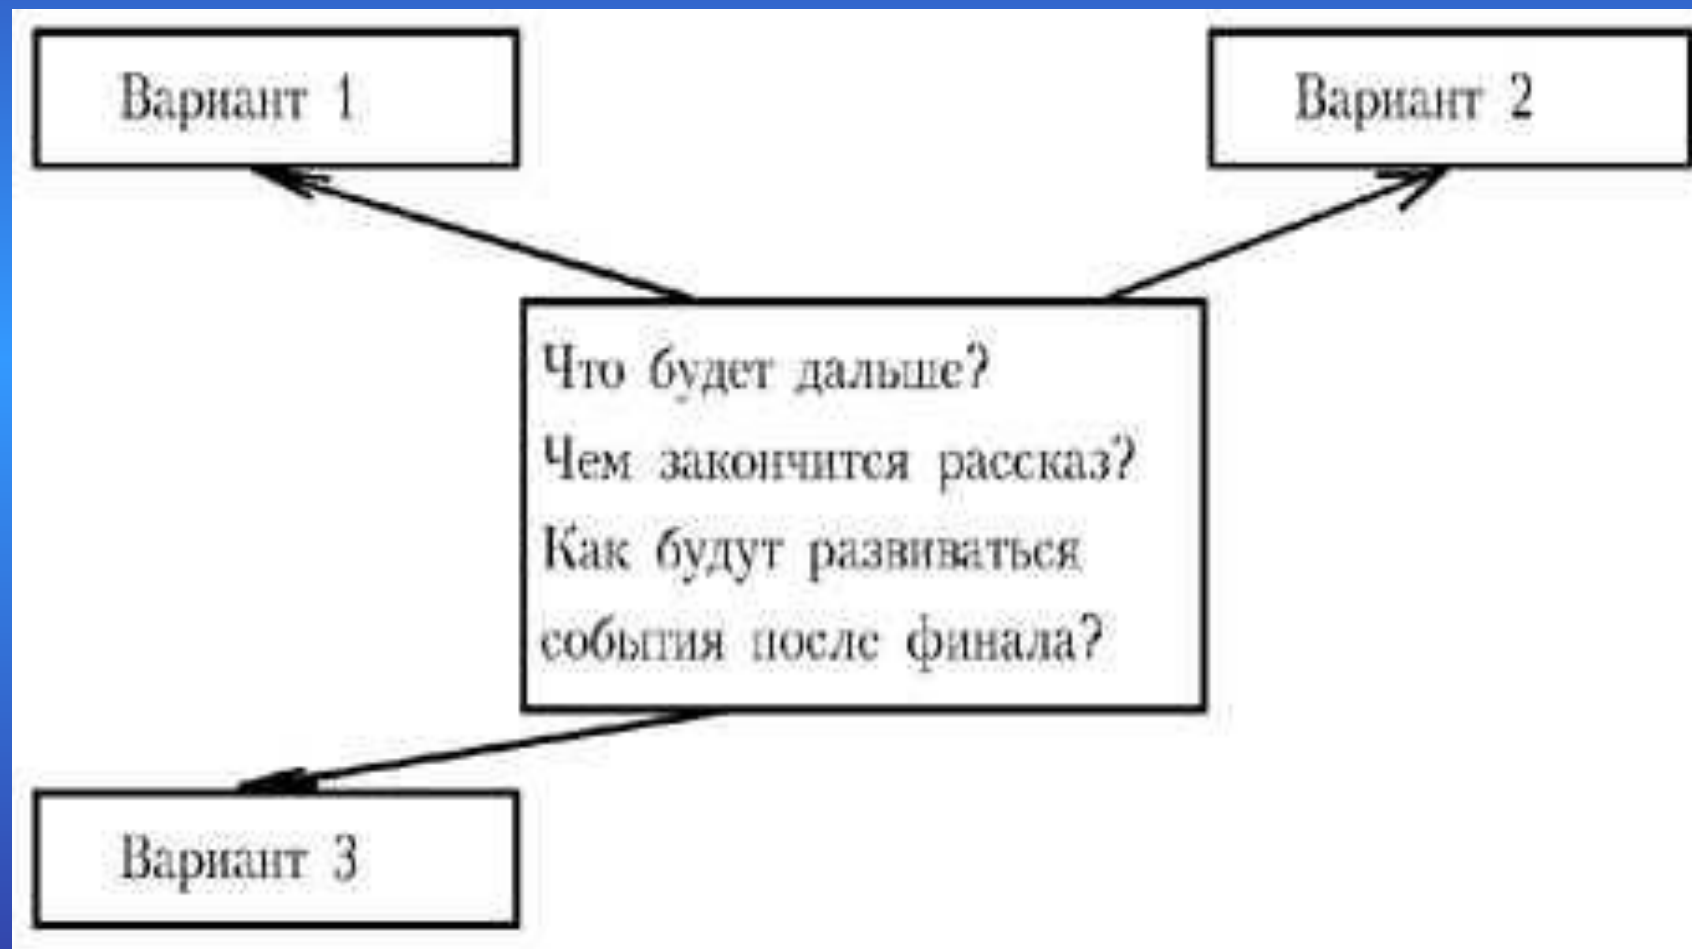 Вариант 1
Вариант 2
Что будет дальше?
Чем закончится рассказ?
Как будут развиваться
события после финала?
Вариант 3